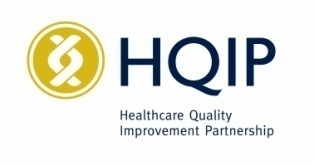 HQIP
Healthcare Quality
Improvement Partnership